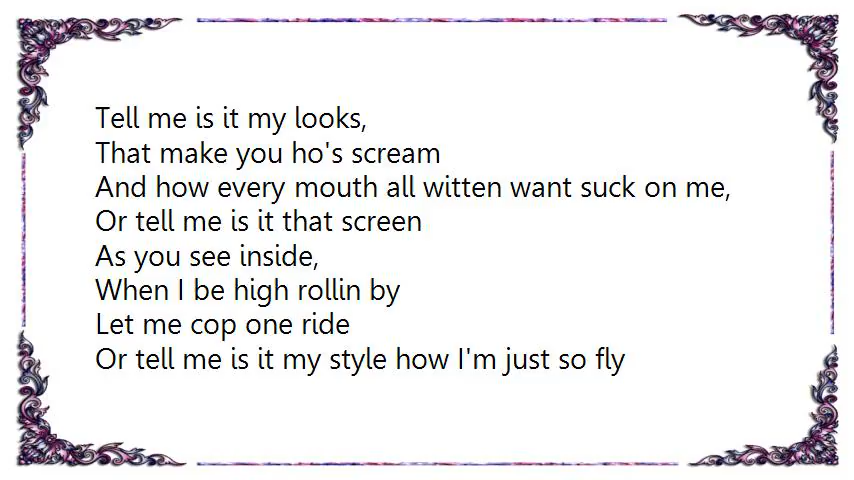 Tell me is it my looks,
That make you ho's scream
And how every mouth all witten want suck on me,
Or tell me is it that screen
As you see inside,
When I be high rollin by
Let me cop one ride
Or tell me is it my style how I'm just so fly